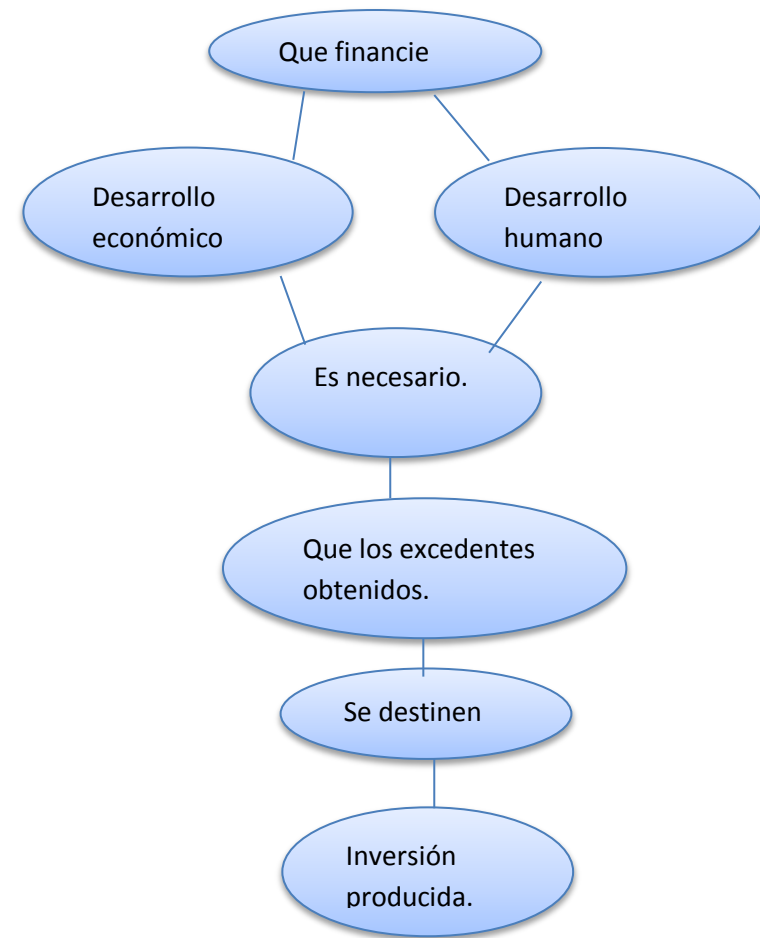 Que financie
Desarrollo
económico
Desarrollo
humano
Es necesario.
Que los excedentes
obtenidos.
Se destinen
Inversión
producida.